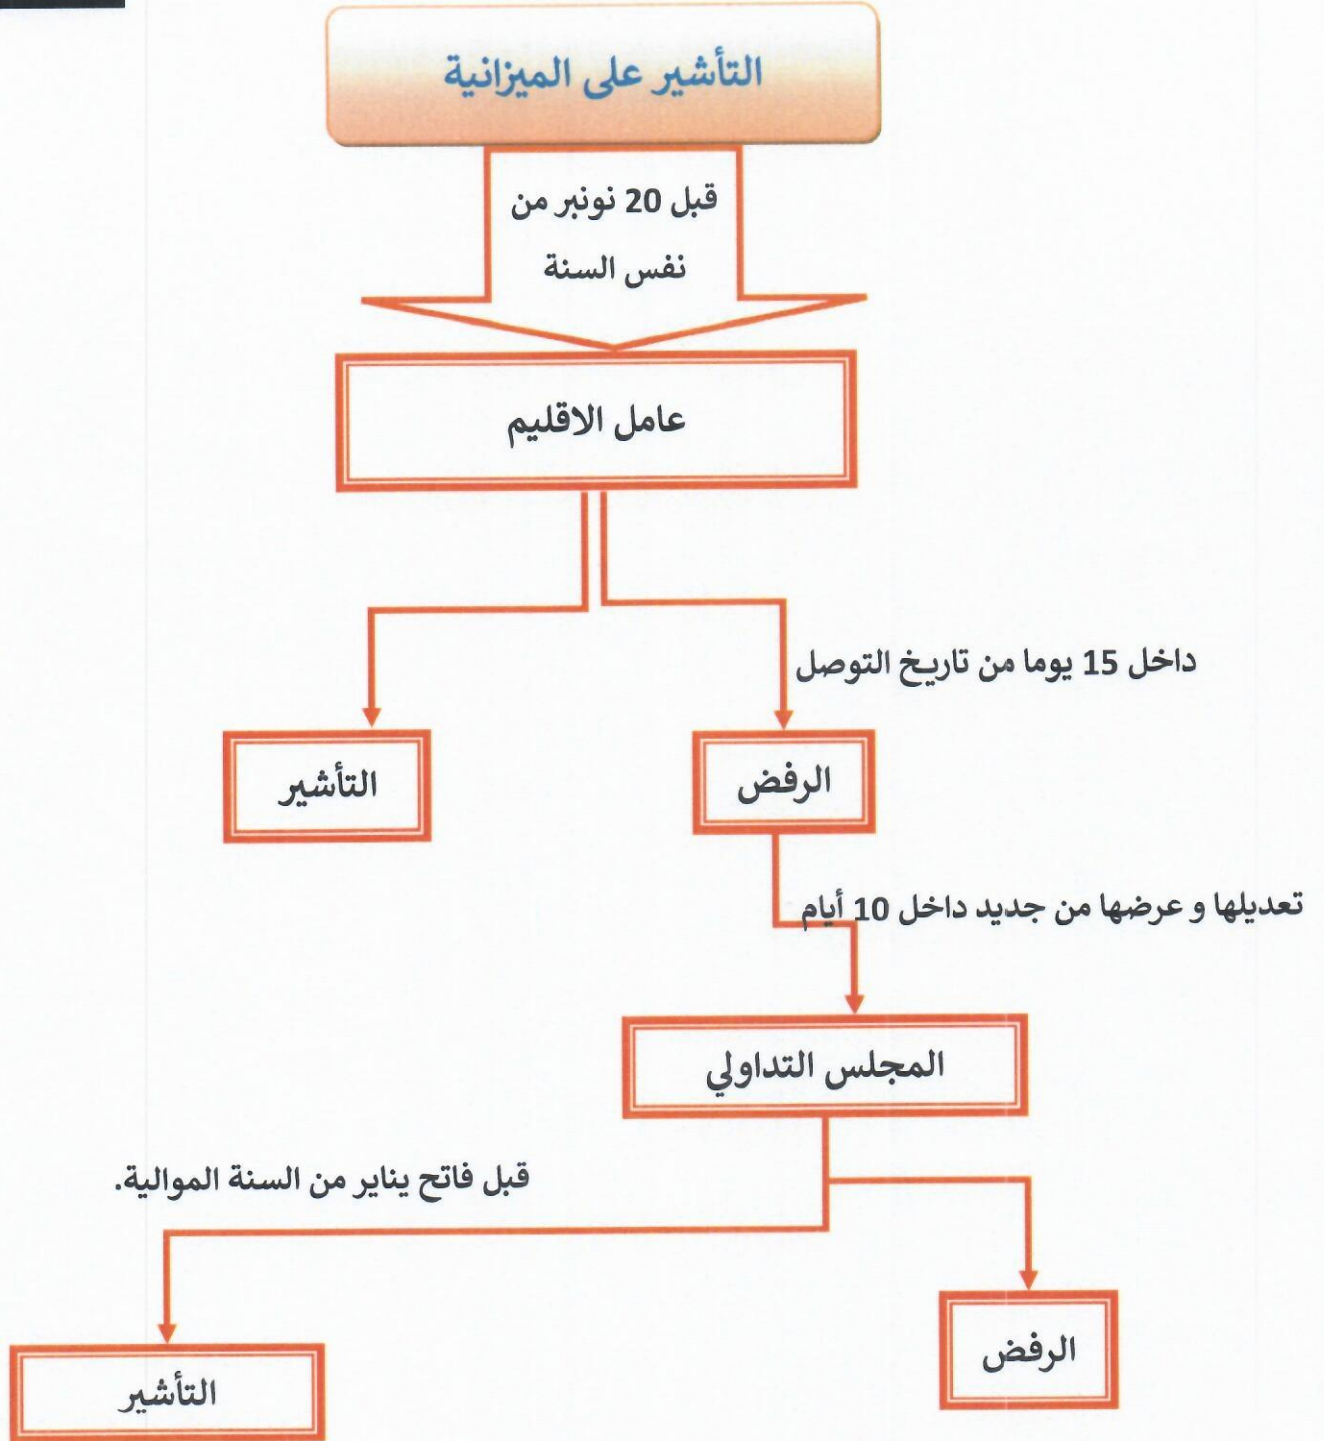 التأشير على الميزانية
قبل 20 نونبر من
نفس السنة
عامل الاقليم
داخل 15 يوما من تاريخ التوصل
الرفض
التأشير
تعديلها و عرضها من جديد داخل 10 أيام
المجلس التداولي
قبل فاتح يناير من السنة الموالية.
الرفض
التأشير